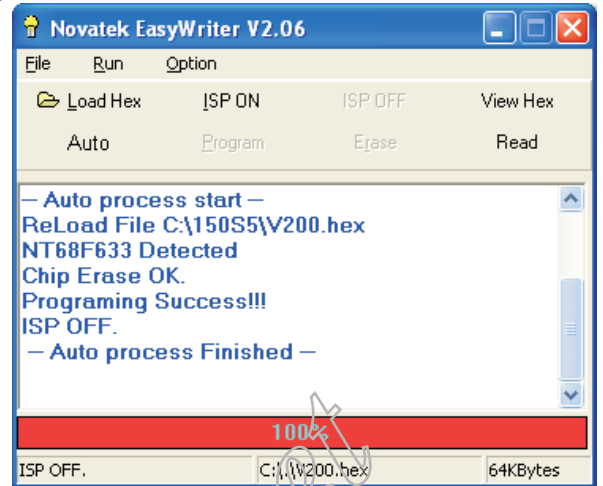 Novatek EasyWriter V2.06
File Run Option
Load Hex ISP ON ISP OFF View Hex
Auto Program Erase Read
— Auto process start —
ReLoad File C:\150S5\V200.hex
NT68F633 Detected
Chip Erase OK.
Programing Success!!!
ISP OFF.
— Auto process Finished —
100%
ISP OFF. C:\.\V200.hex 64KBytes